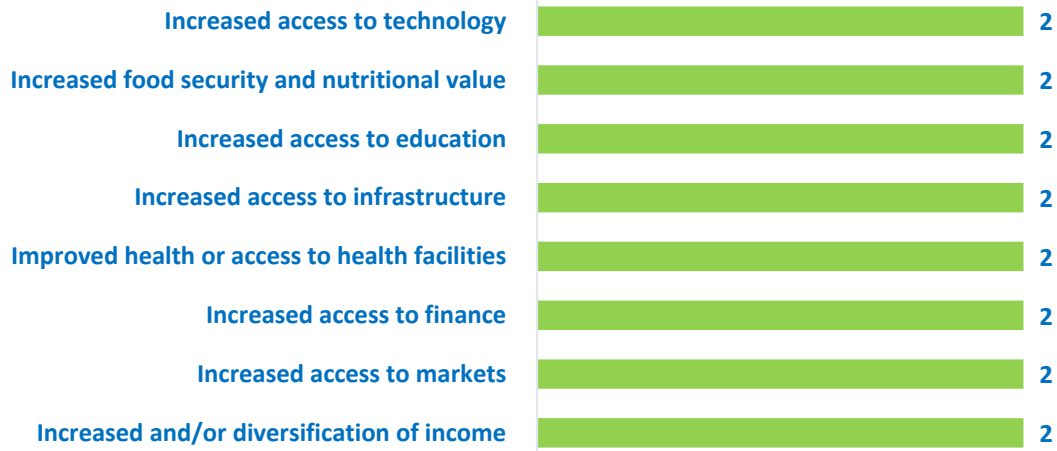 Increased access to technology 2
Increased food security and nutritional value 2
Increased access to education 2
Increased access to infrastructure 2
Improved health or access to health facilities 2
Increased access to finance 2
Increased access to markets 2
Increased and/or diversification of income 2